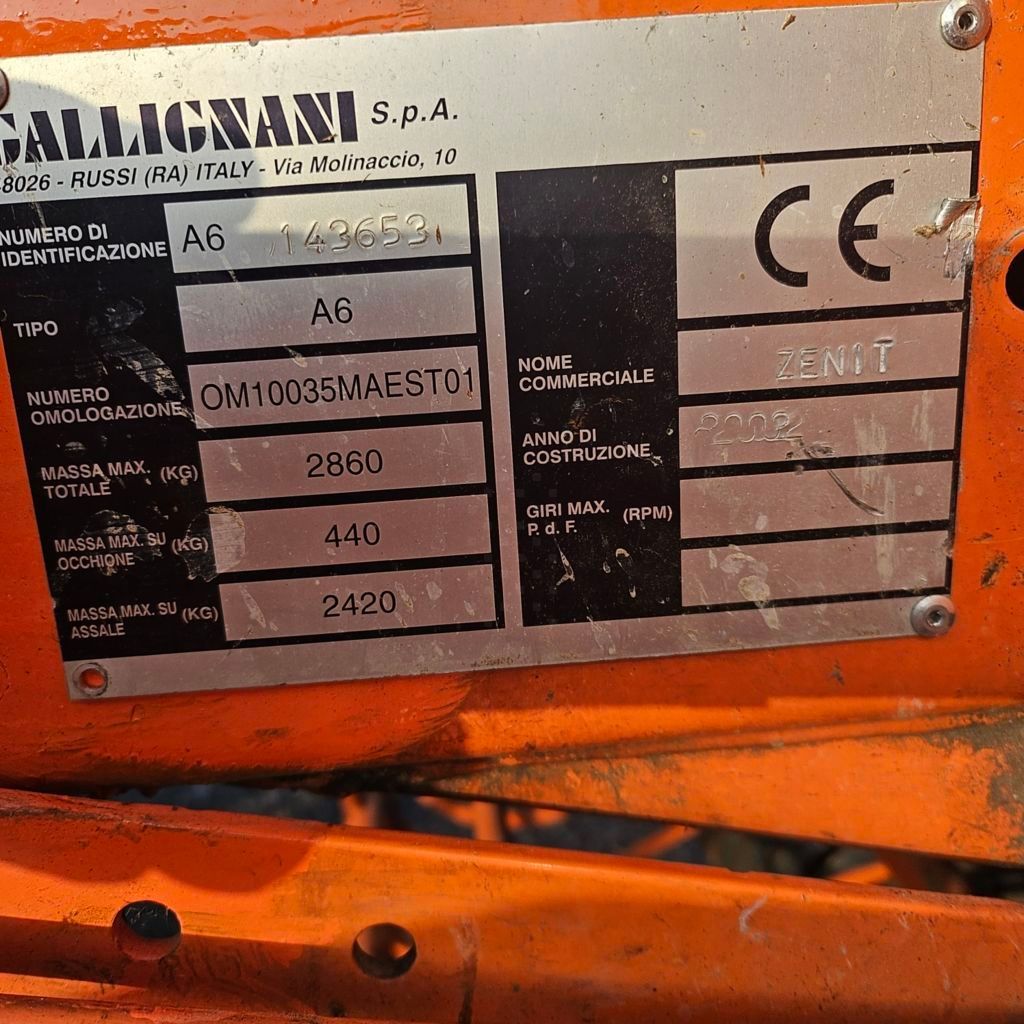 GALLIGNANI S.p.A.
48026 - RUSSI (RA) ITALY - Via Molinaccio, 10
NUMERO DI IDENTIFICAZIONE A6 143653
TIPO A6
NUMERO OMOLOGAZIONE OM10035MAEST01
MASSA MAX. TOTALE (KG) 2860
MASSA MAX. SU OCCHIONE (KG) 440
MASSA MAX. SU ASSALE (KG) 2420
CE
NOME COMMERCIALE ZENIT
ANNO DI COSTRUZIONE 2002
GIRI MAX. P. d. F. (RPM)